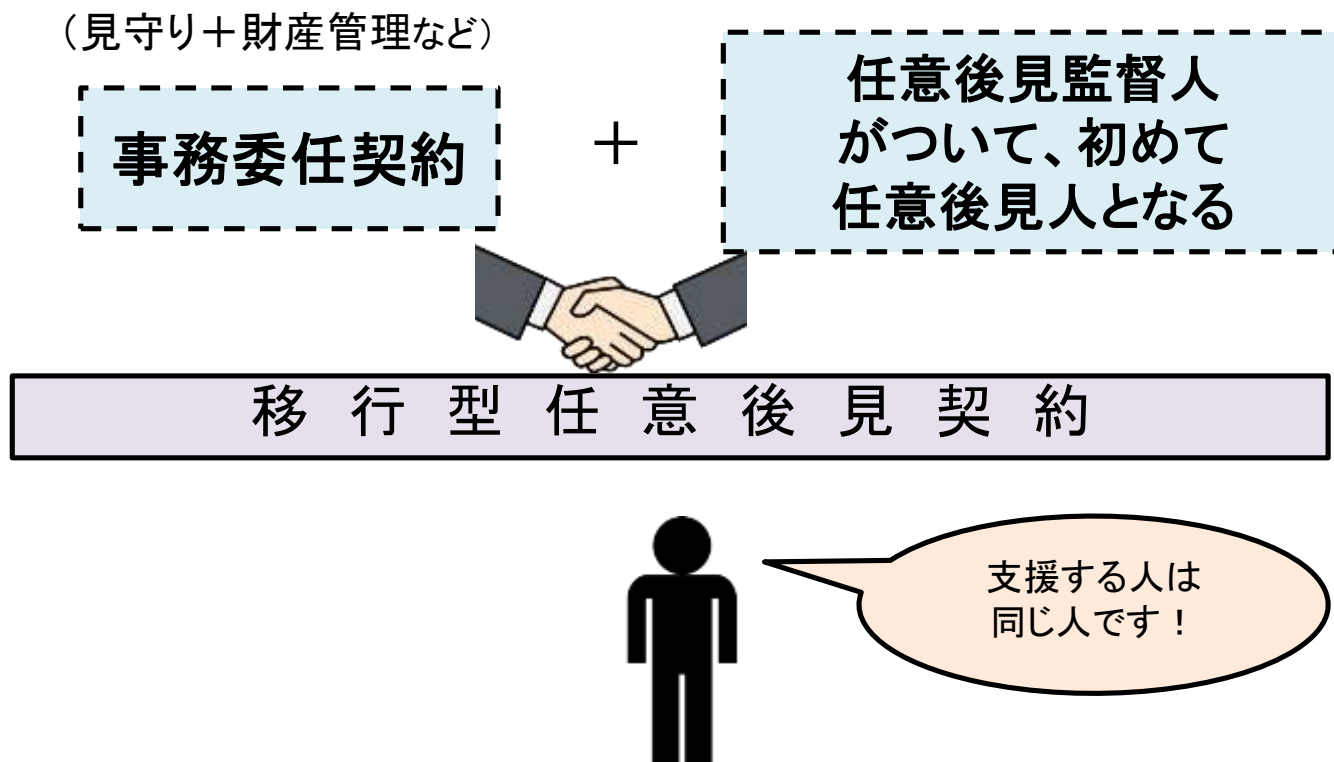 （見守り＋財産管理など）
事務委任契約
＋
任意後見監督人
がついて、初めて
任意後見人となる
移行型任意後見契約
支援する人は
同じ人です！